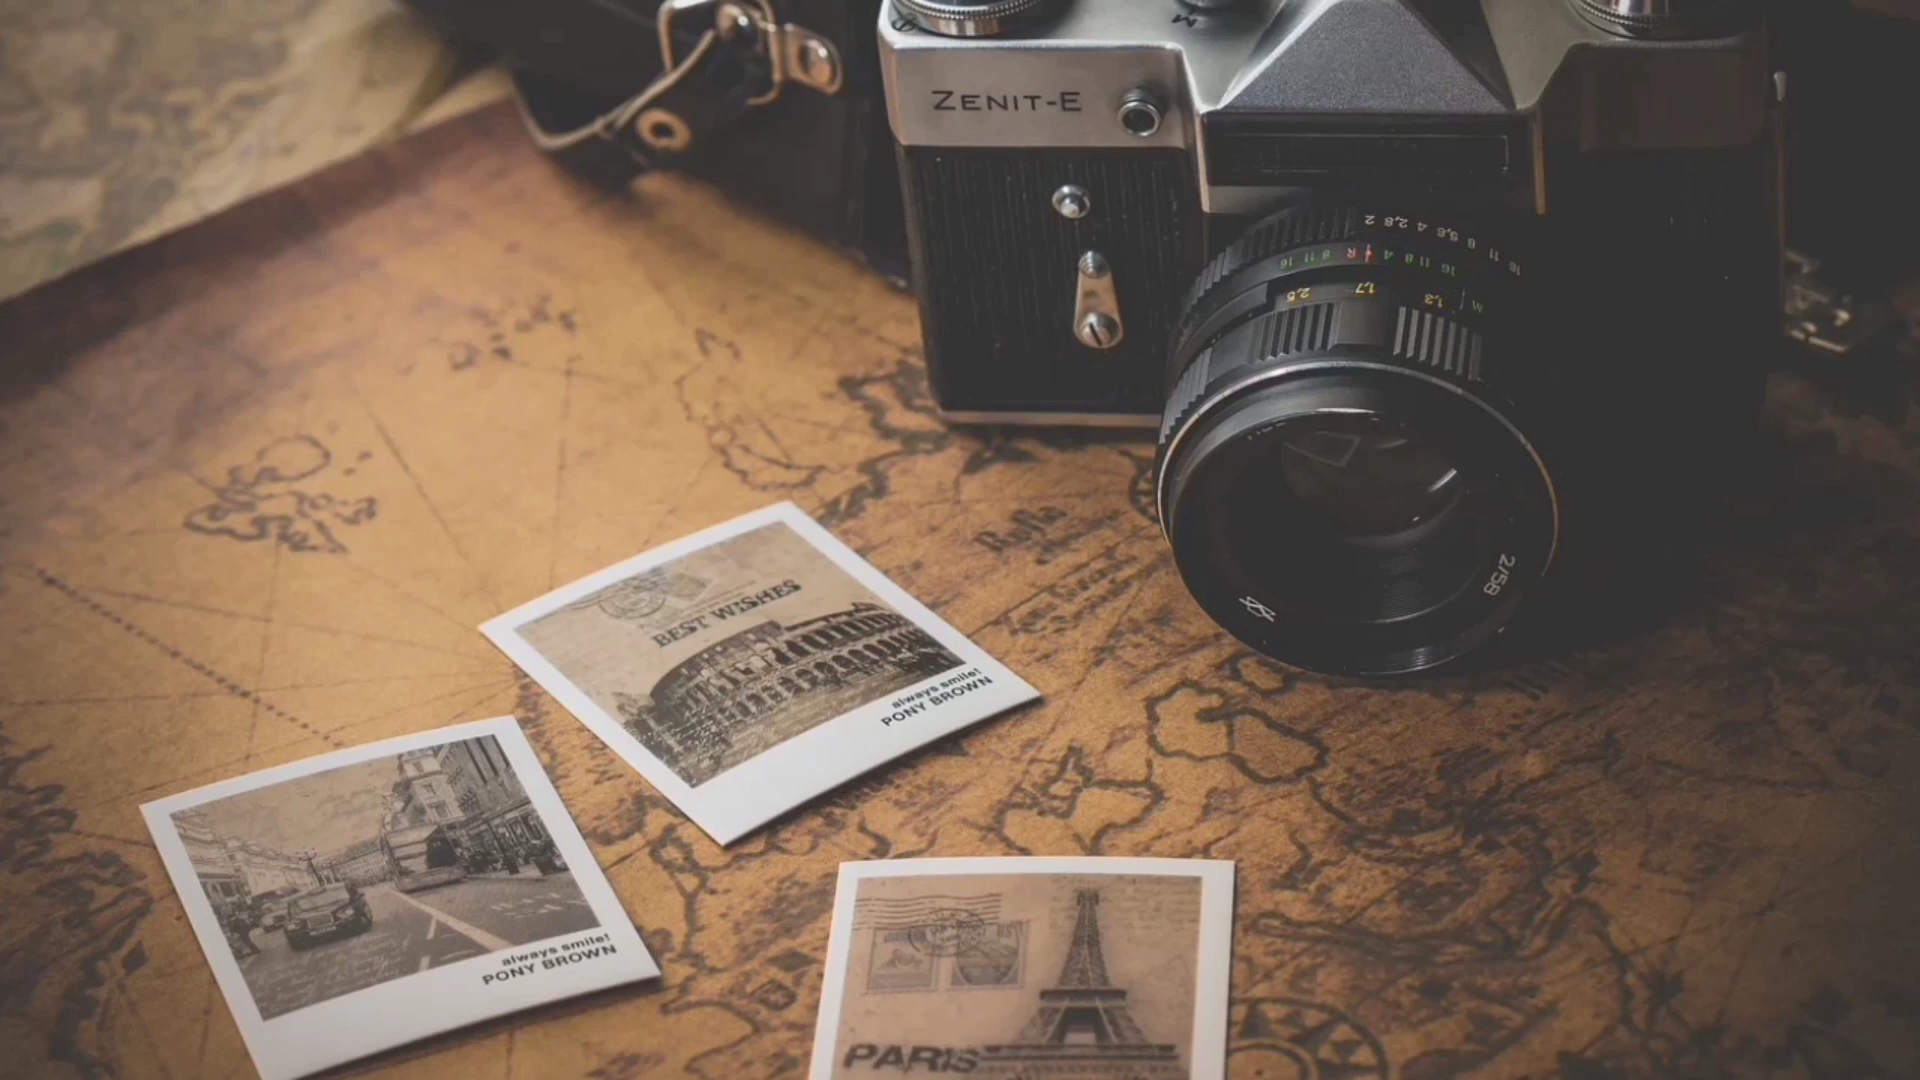 ZENIT-E
M
2 2,8 4 5,6 8 11 16
16 11 8 R 4 8 11 16
2,5 1,7 1,3 M
2/58
BEST WISHES
always smile!
PONY BROWN
always smile!
PONY BROWN
PARIS